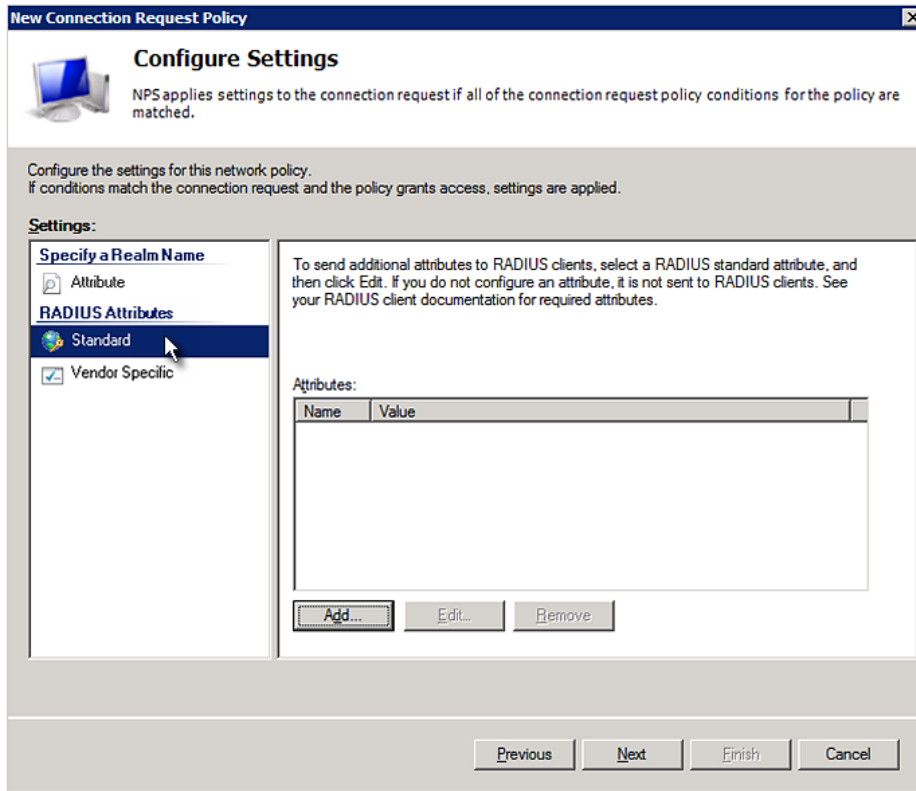 New Connection Request Policy
Configure Settings
NPS applies settings to the connection request if all of the connection request policy conditions for the policy are
matched.
Configure the settings for this network policy.
If conditions match the connection request and the policy grants access, settings are applied.
Settings:
Specify a Realm Name
Attribute
RADIUS Attributes
Standard
Vendor Specific
To send additional attributes to RADIUS clients, select a RADIUS standard attribute, and
then click Edit. If you do not configure an attribute, it is not sent to RADIUS clients. See
your RADIUS client documentation for required attributes.
Attributes:
Name Value
Add... Edit... Remove
Previous Next Finish Cancel